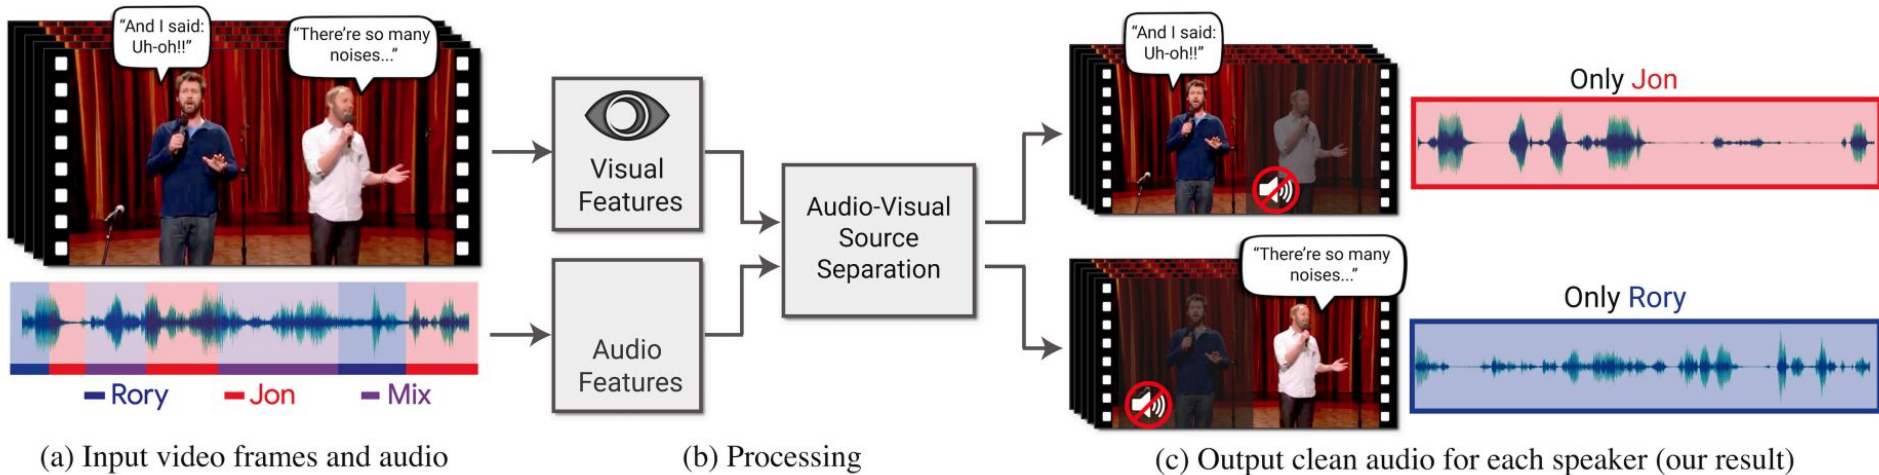 "And I said:
Uh-oh!!"
"There're so many
noises..."
Rory
Jon
Mix
(a) Input video frames and audio
Visual
Features
Audio
Features
Audio-Visual
Source
Separation
(b) Processing
"And I said:
Uh-oh!!"
Only Jon
"There're so many
noises..."
Only Rory
(c) Output clean audio for each speaker (our result)